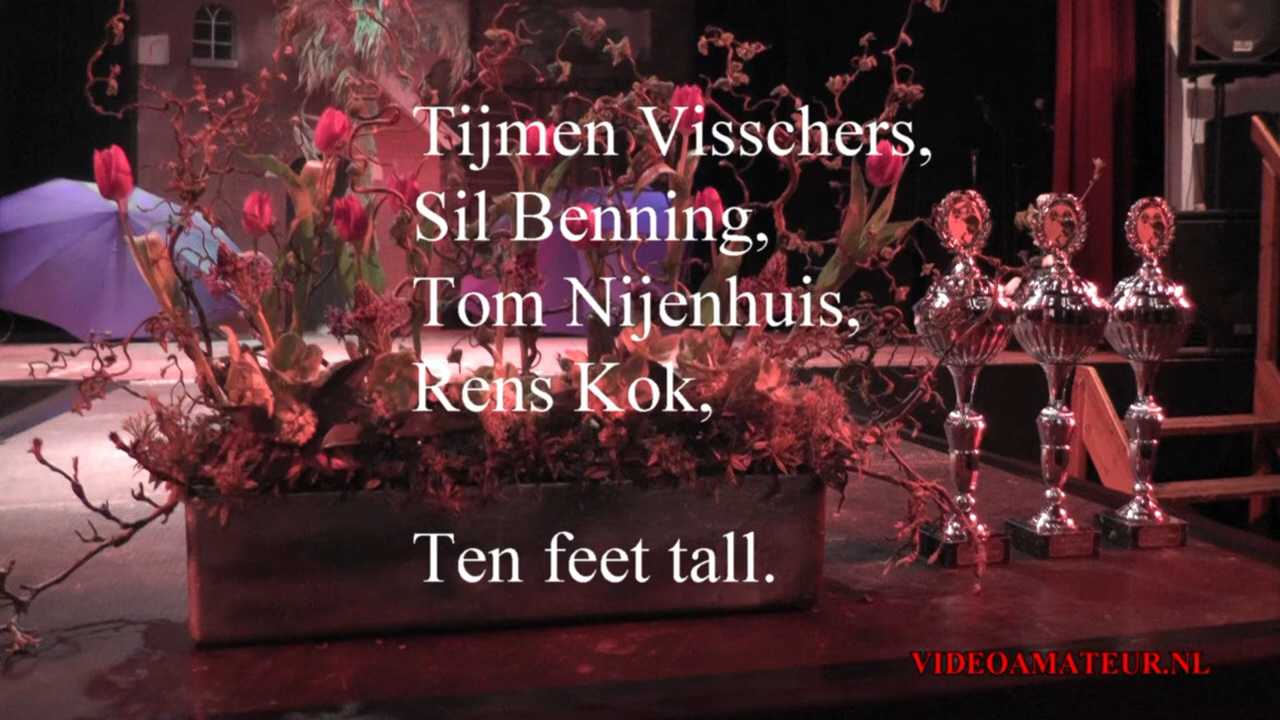 Tijmen Visschers,
Sil Benning,
Tom Nijenhuis,
Rens Kok,
Ten feet tall.
VIDEOAMATEUR.NL